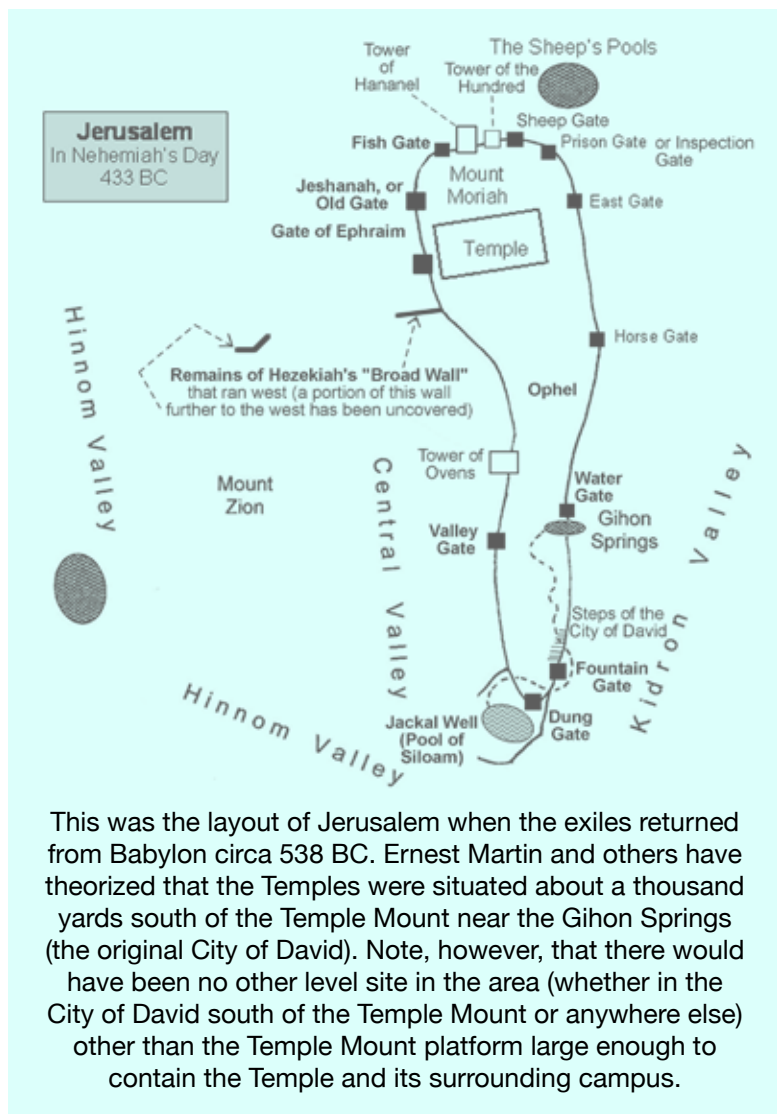 The Sheep's Pools
Tower
of
Hananel
Tower of the
Hundred
Jerusalem
In Nehemiah's Day
433 BC
Sheep Gate
Fish Gate
Prison Gate or Inspection
Gate
Mount
Moriah
Jeshanah, or
Old Gate
East Gate
Gate of Ephraim
Temple
Hinnom Valley
Horse Gate
Remains of Hezekiah's "Broad Wall"
that ran west (a portion of this wall
further to the west has been uncovered)
Ophel
Tower of
Ovens
Mount
Zion
Central Valley
Water
Gate
Gihon
Springs
Valley
Gate
Kidron Valley
Steps of the
City of David
Fountain
Gate
Hinnom Valley
Jackal Well
(Pool of
Siloam)
Dung
Gate
This was the layout of Jerusalem when the exiles returned
from Babylon circa 538 BC. Ernest Martin and others have
theorized that the Temples were situated about a thousand
yards south of the Temple Mount near the Gihon Springs
(the original City of David). Note, however, that there would
have been no other level site in the area (whether in the
City of David south of the Temple Mount or anywhere else)
other than the Temple Mount platform large enough to
contain the Temple and its surrounding campus.